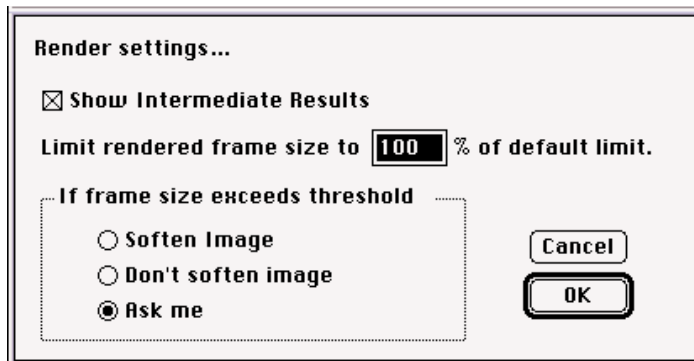 Render settings...
Show Intermediate Results
Limit rendered frame size to 100 % of default limit.
If frame size exceeds threshold
Soften Image
Don't soften image
Ask me
Cancel
OK